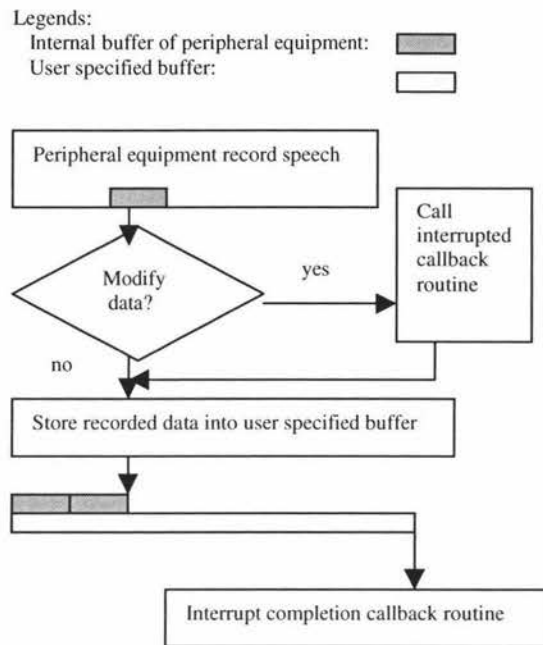 Legends:
Internal buffer of peripheral equipment:
User specified buffer:
Peripheral equipment record speech
Call
interrupted
callback
routine
Modify
data?
yes
no
Store recorded data into user specified buffer
Interrupt completion callback routine